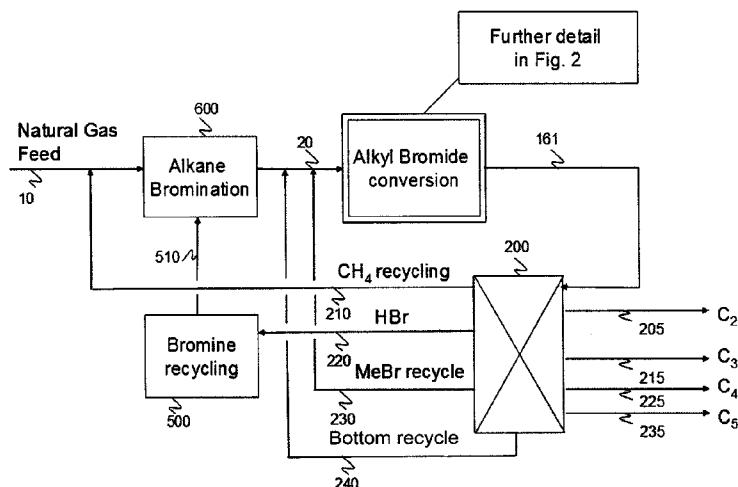 Further detail
in Fig. 2
600
Natural Gas
Feed
20
Alkane
Bromination
Alkyl Bromide
conversion
161
10
510
200
CH4 recycling
210
HBr
205
C2
Bromine
recycling
220
C3
MeBr recycle
215
C4
225
500
230
C5
Bottom recycle
235
240